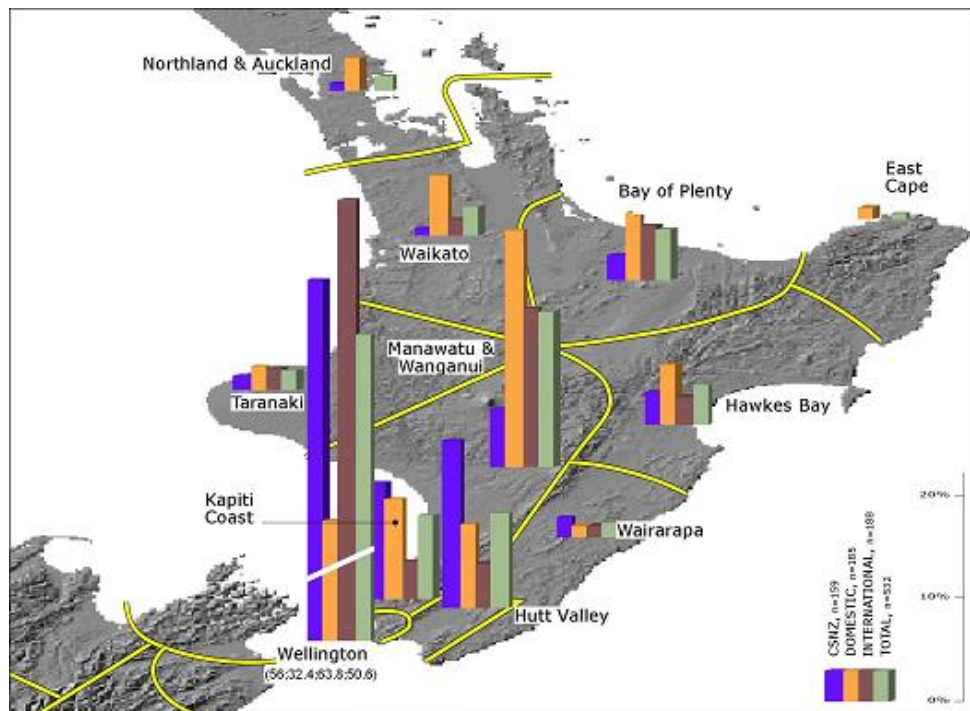 Northland & Auckland
East
Cape
Bay of Plenty
Waikato
Manawatu &
Wanganui
Taranaki
Hawkes Bay
Kapiti
Coast
20%
Wairarapa
10%
Hutt Valley
Wellington
(56;32.4;63.8;50.6)
CSNZ, n=159
DOMESTIC, n=185
INTERNATIONAL, n=188
TOTAL, n=532
0%